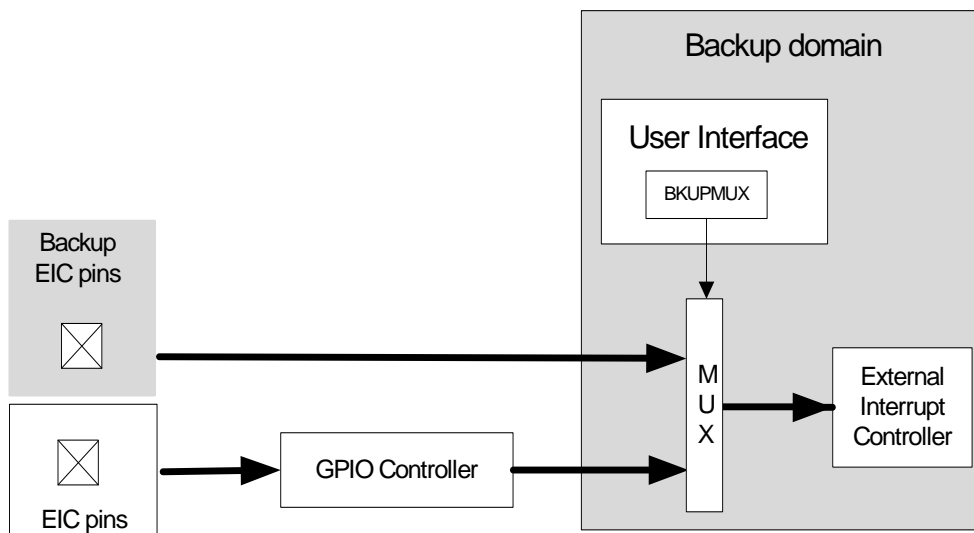 Backup domain
User Interface
BKUPMUX
Backup
EIC pins
M
U
X
External
Interrupt
Controller
GPIO Controller
EIC pins